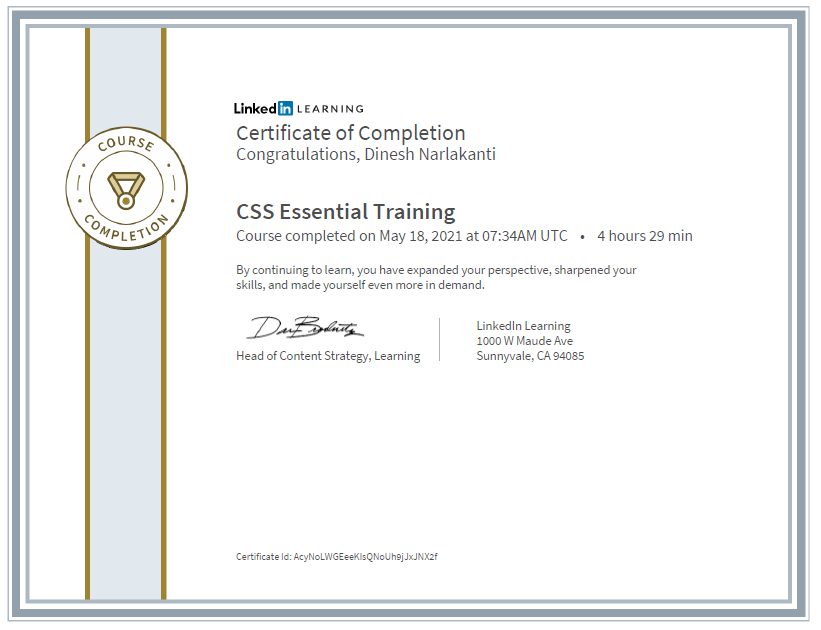 COURSE
COMPLETION
Linked in LEARNING
Certificate of Completion
Congratulations, Dinesh Narlakanti
CSS Essential Training
Course completed on May 18, 2021 at 07:34AM UTC • 4 hours 29 min
By continuing to learn, you have expanded your perspective, sharpened your
skills, and made yourself even more in demand.
Head of Content Strategy, Learning
LinkedIn Learning
1000 W Maude Ave
Sunnyvale, CA 94085
Certificate Id: AcyNoLWGEeeKIsQNoUh9jJxJNX2f